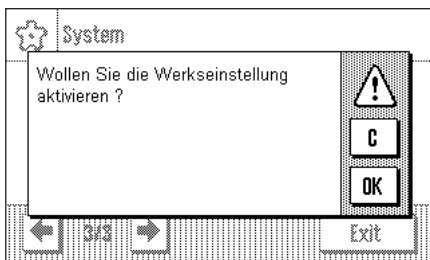 System
Wollen Sie die Werkseinstellung
aktivieren ?
C
OK
3/3
Exit